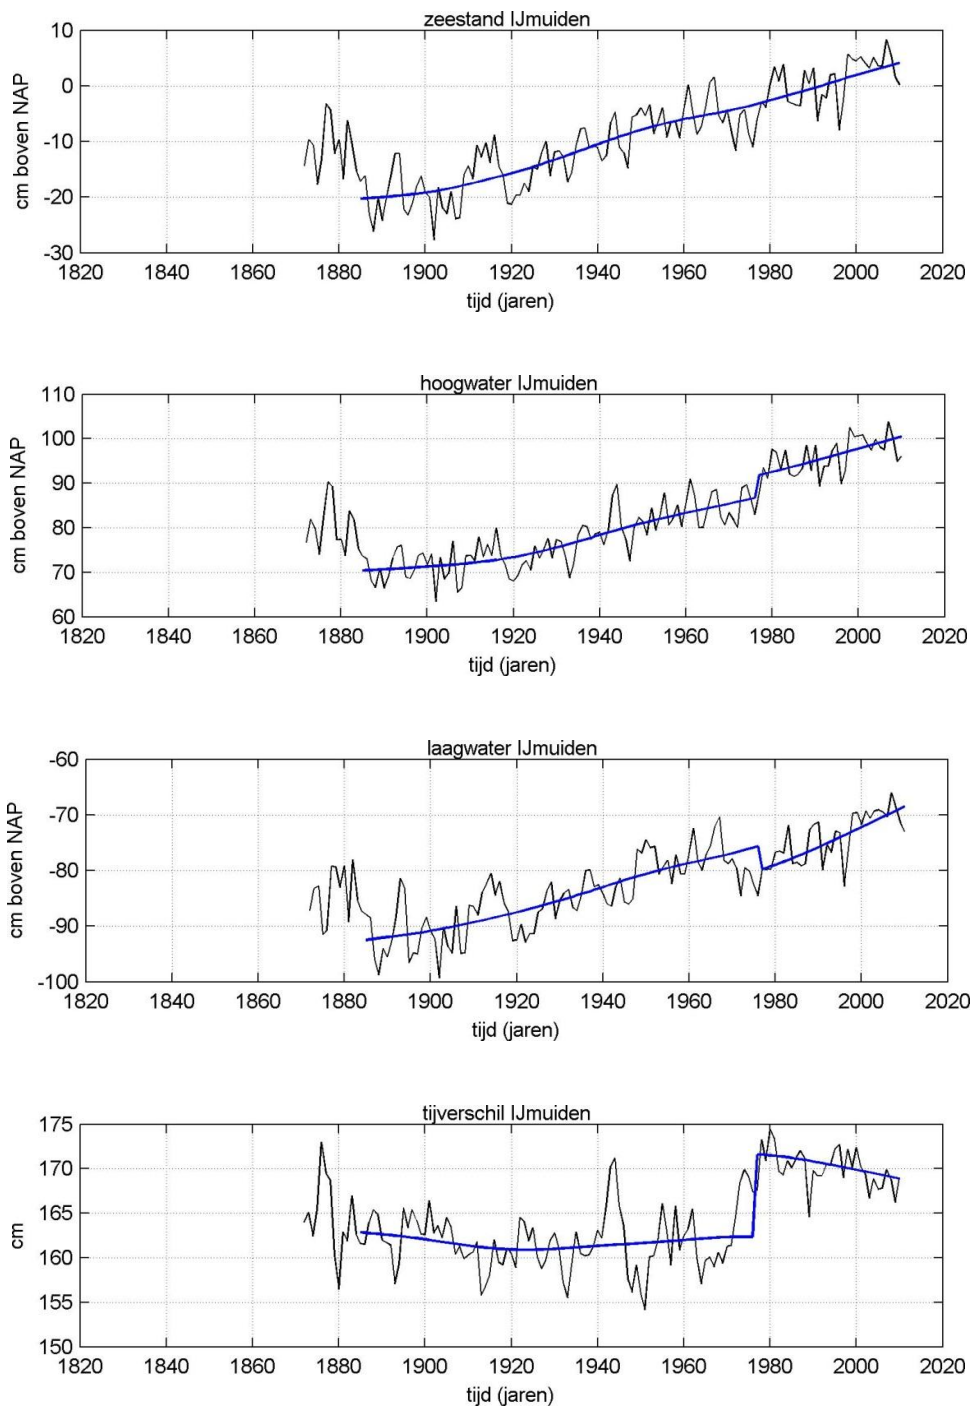 zeestand IJmuiden
10
0
-10
-20
-30
cm boven NAP
1820 1840 1860 1880 1900 1920 1940 1960 1980 2000 2020
tijd (jaren)
hoogwater IJmuiden
110
100
90
80
70
60
cm boven NAP
1820 1840 1860 1880 1900 1920 1940 1960 1980 2000 2020
tijd (jaren)
laagwater IJmuiden
-60
-70
-80
-90
-100
cm boven NAP
1820 1840 1860 1880 1900 1920 1940 1960 1980 2000 2020
tijd (jaren)
tijverschil IJmuiden
175
170
165
160
155
150
cm
1820 1840 1860 1880 1900 1920 1940 1960 1980 2000 2020
tijd (jaren)